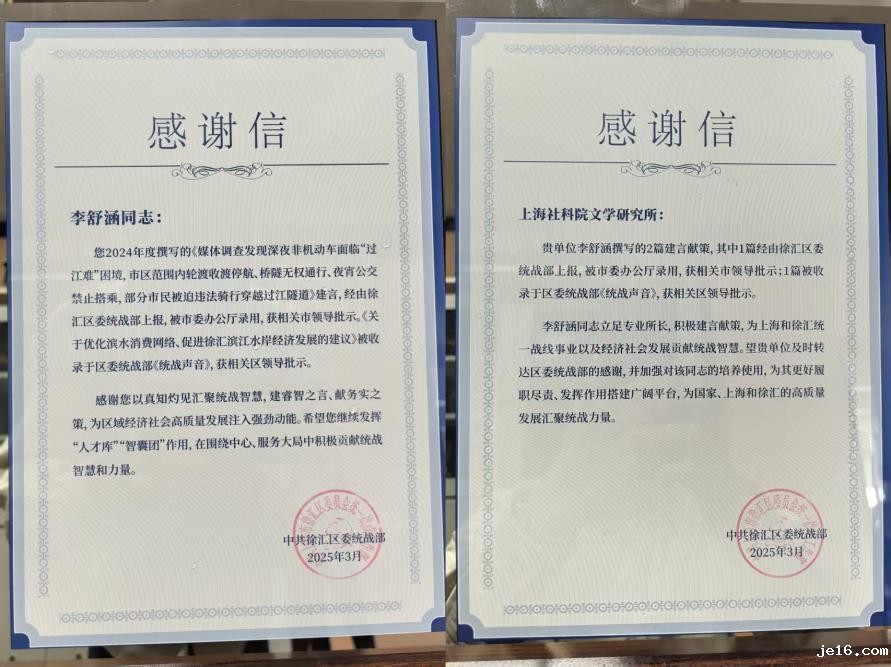 感谢信
李舒涵同志：
您2024年度撰写的《媒体调查发现深夜非机动车面临“过
江难”困境，市区范围内轮渡收渡停航、桥隧无权通行、夜宵公交
禁止搭乘，部分市民被迫违法骑行穿越过江隧道》建言，经由徐
汇区委统战部上报，被市委办公厅录用，获相关市领导批示。《关
于优化滨水消费网络、促进徐汇滨江水岸经济发展的建议》被收
录于区委统战部《统战声音》，获相关区领导批示。
感谢您以真知灼见汇聚统战智慧，建睿智之言、献务实之
策，为区域经济社会高质量发展注入强劲动能。希望您继续发挥
“人才库”“智囊团”作用，在围绕中心、服务大局中积极贡献统战
智慧和力量。
中共徐汇区委统战部
2025年3月
感谢信
上海社科院文学研究所：
贵单位李舒涵撰写的2篇建言献策，其中1篇经由徐汇区委
统战部上报，被市委办公厅录用，获相关市领导批示；1篇被收
录于区委统战部《统战声音》，获相关区领导批示。
李舒涵同志立足专业所长，积极建言献策，为上海和徐汇统
一战线事业以及经济社会发展贡献统战智慧。望贵单位及时转
达区委统战部的感谢，并加强对该同志的培养使用，为其更好履
职尽责、发挥作用搭建广阔平台，为国家、上海和徐汇的高质量
发展汇聚统战力量。
中共徐汇区委统战部
2025年3月
je16.com